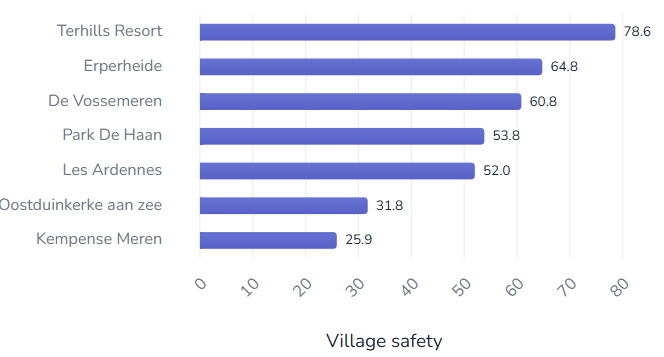 Terhills Resort 78.6
Erperheide 64.8
De Vossemeren 60.8
Park De Haan 53.8
Les Ardennes 52.0
Oostduinkerke aan zee 31.8
Kempense Meren 25.9
0 10 20 30 40 50 60 70 80
Village safety